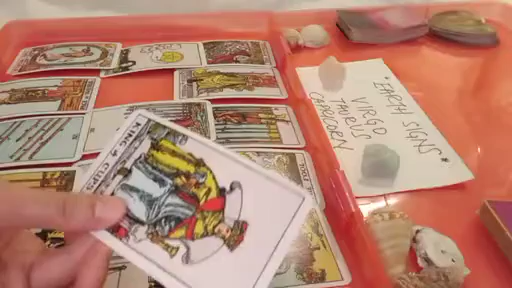 KING of CUPS
*EARTH SIGNS*
VIRGO
TAURUS
CAPRICORN